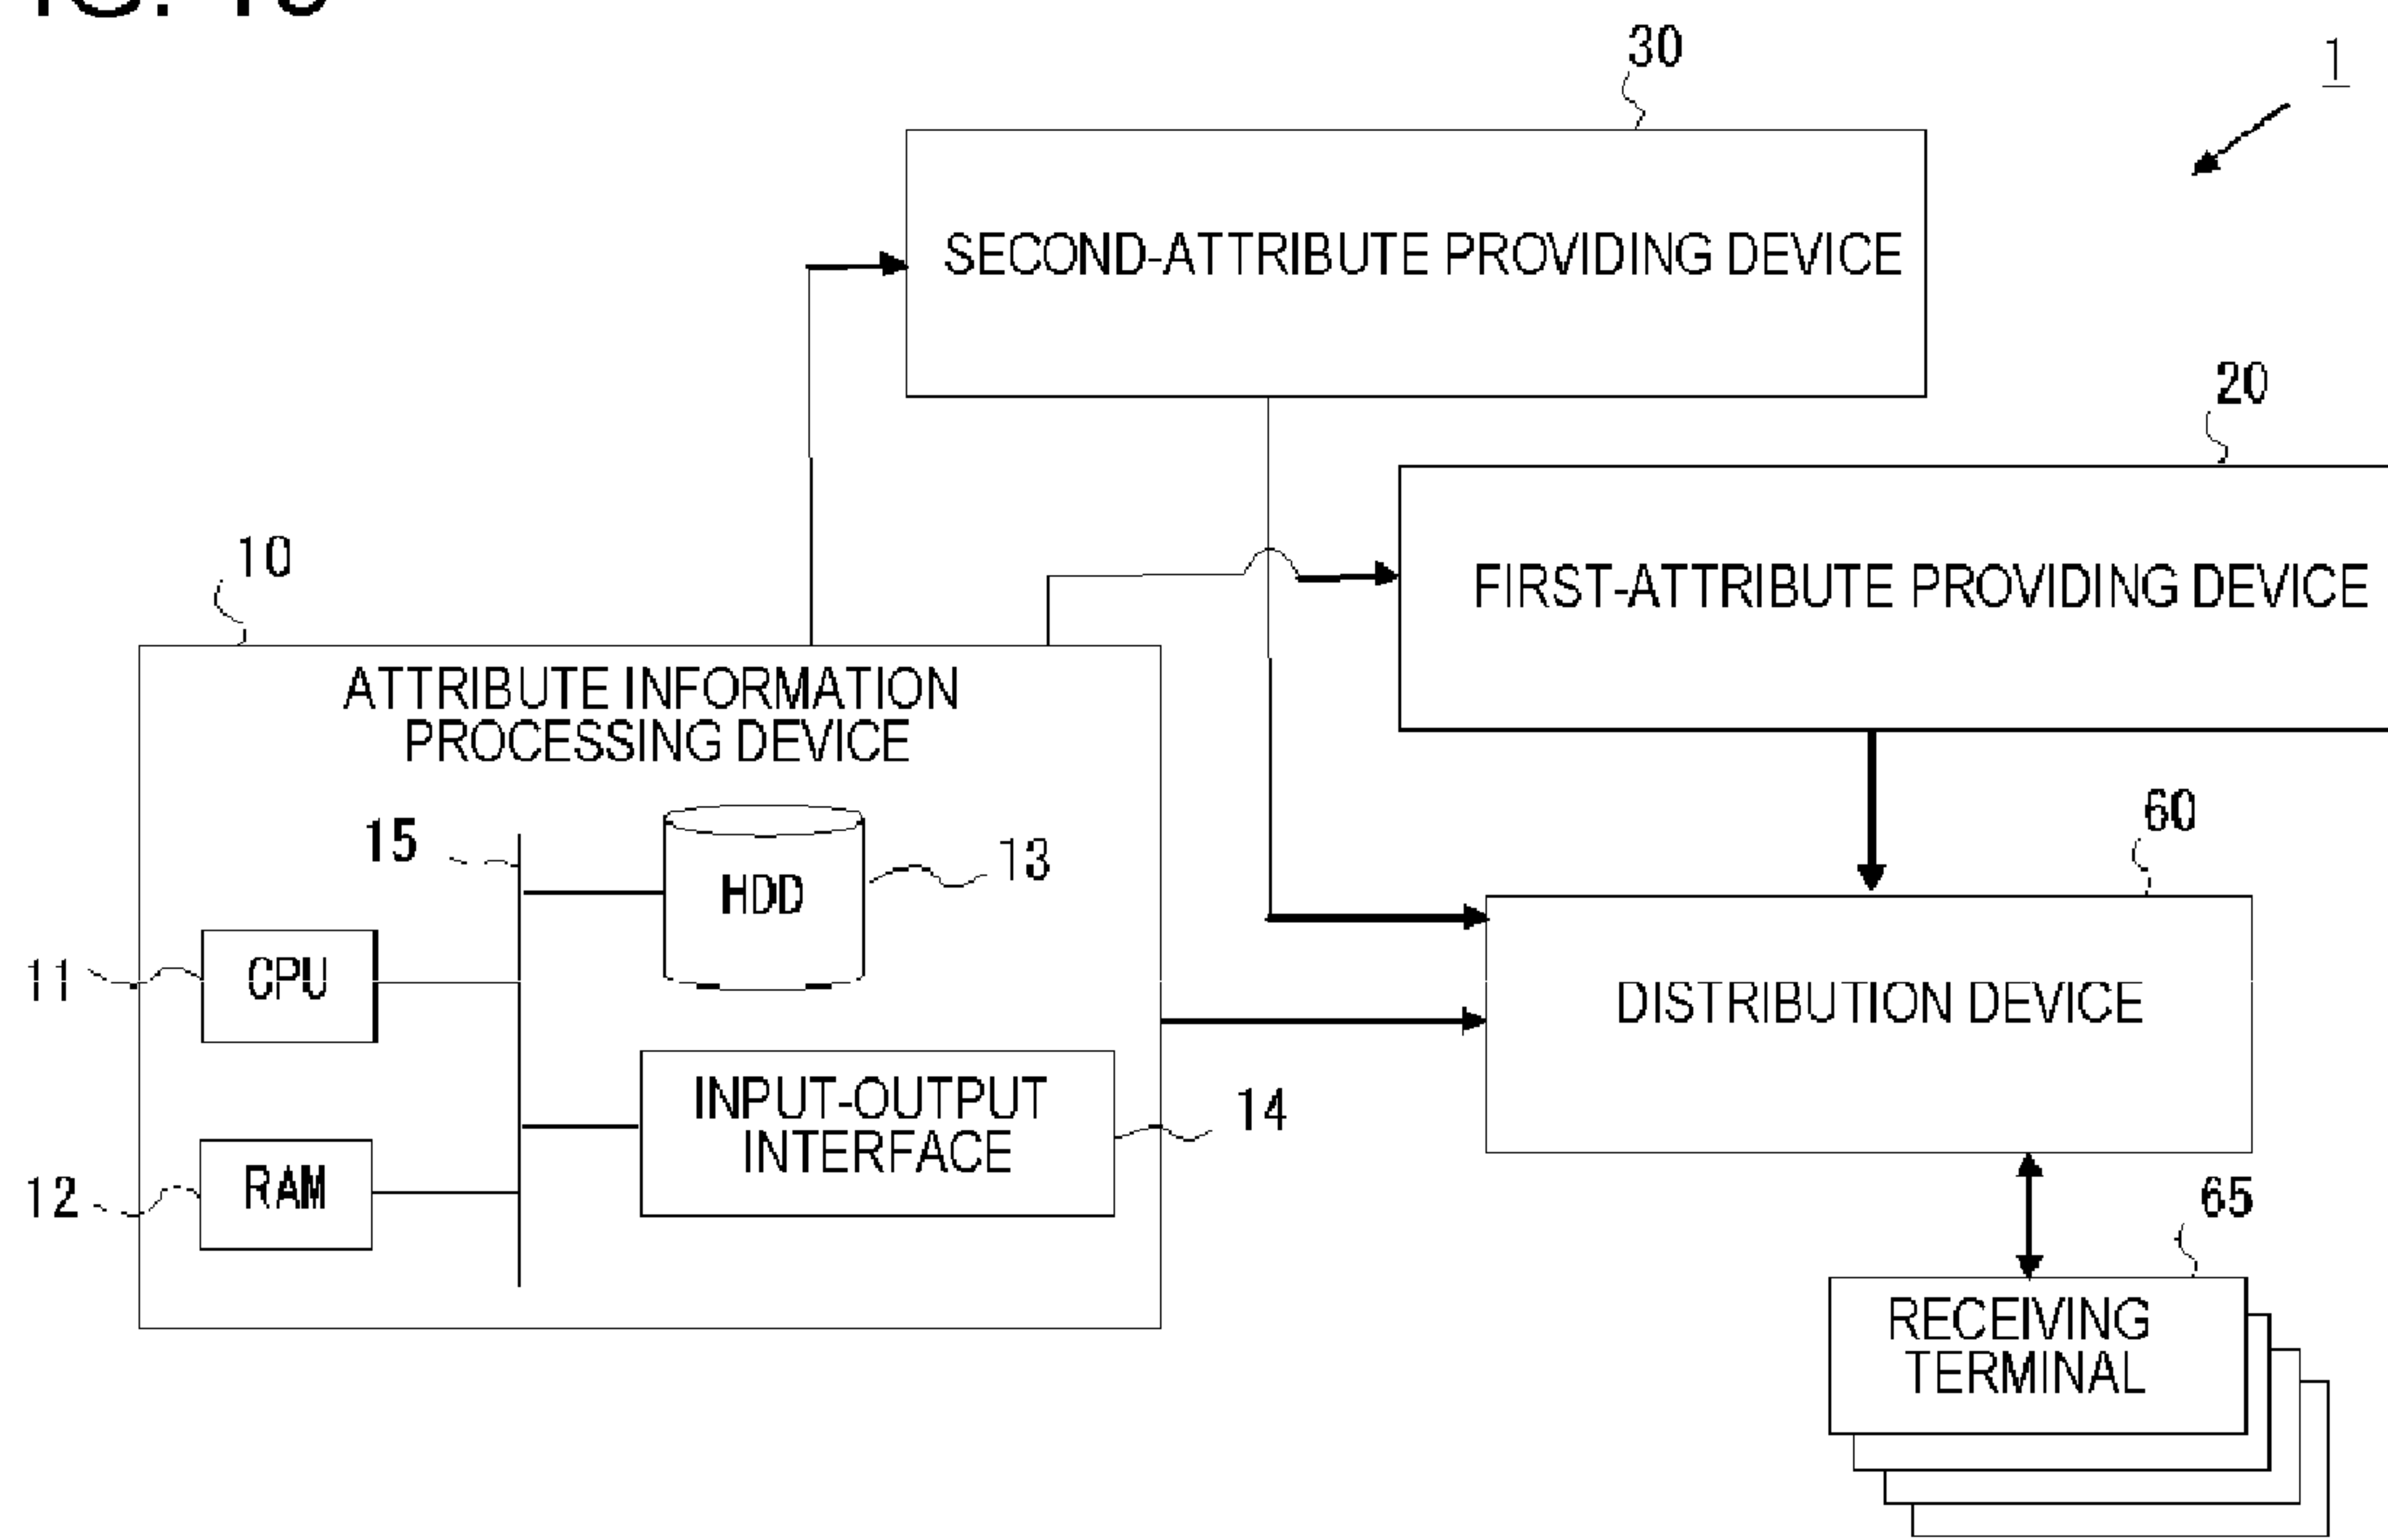 30
1
SECOND-ATTRIBUTE PROVIDING DEVICE
20
10
FIRST-ATTRIBUTE PROVIDING DEVICE
ATTRIBUTE INFORMATION
PROCESSING DEVICE
60
15
13
HDD
11
CPU
DISTRIBUTION DEVICE
INPUT-OUTPUT
INTERFACE
14
12
RAM
65
RECEIVING
TERMINAL